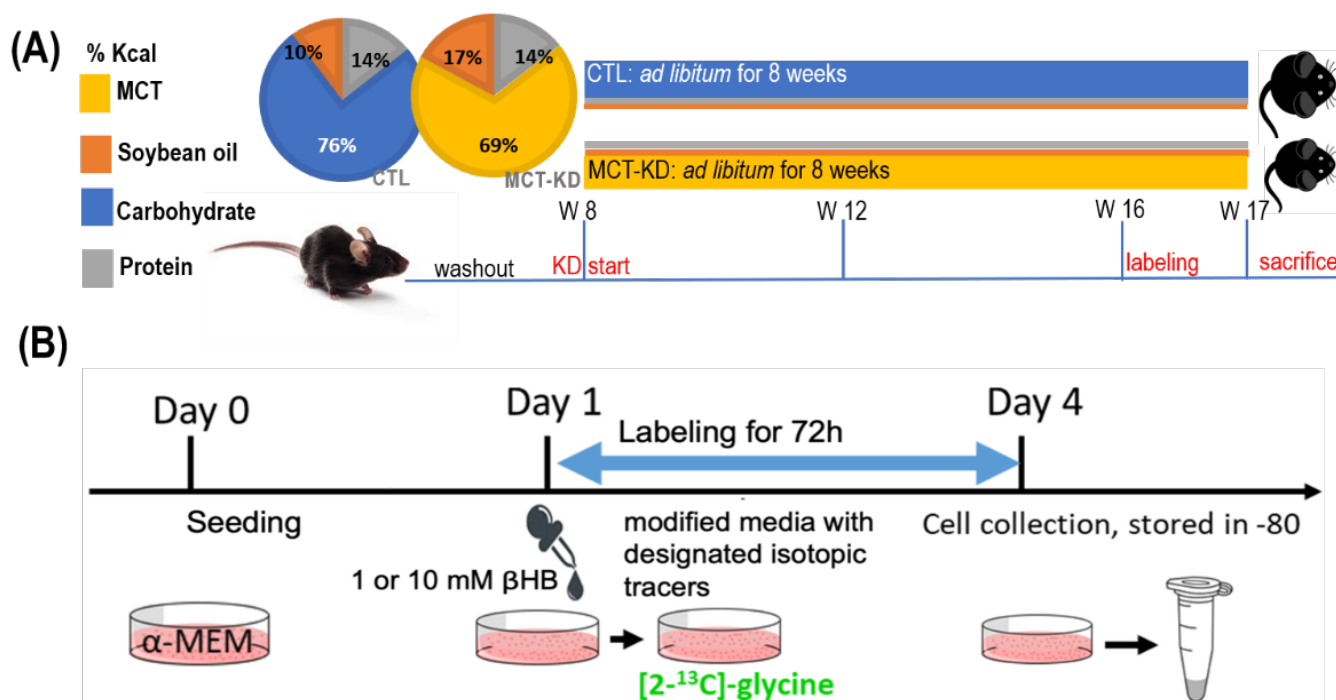 (A)
% Kcal
MCT
Soybean oil
Carbohydrate
Protein
10%
14%
76%
CTL
17%
14%
69%
MCT-KD
CTL: ad libitum for 8 weeks
MCT-KD: ad libitum for 8 weeks
W 8
W 12
W 16
W 17
washout
KD start
labeling
sacrifice
(B)
Day 0
Day 1
Day 4
Labeling for 72h
Seeding
1 or 10 mM βHB
modified media with
designated isotopic
tracers
Cell collection, stored in -80
α-MEM
[2-¹³C]-glycine